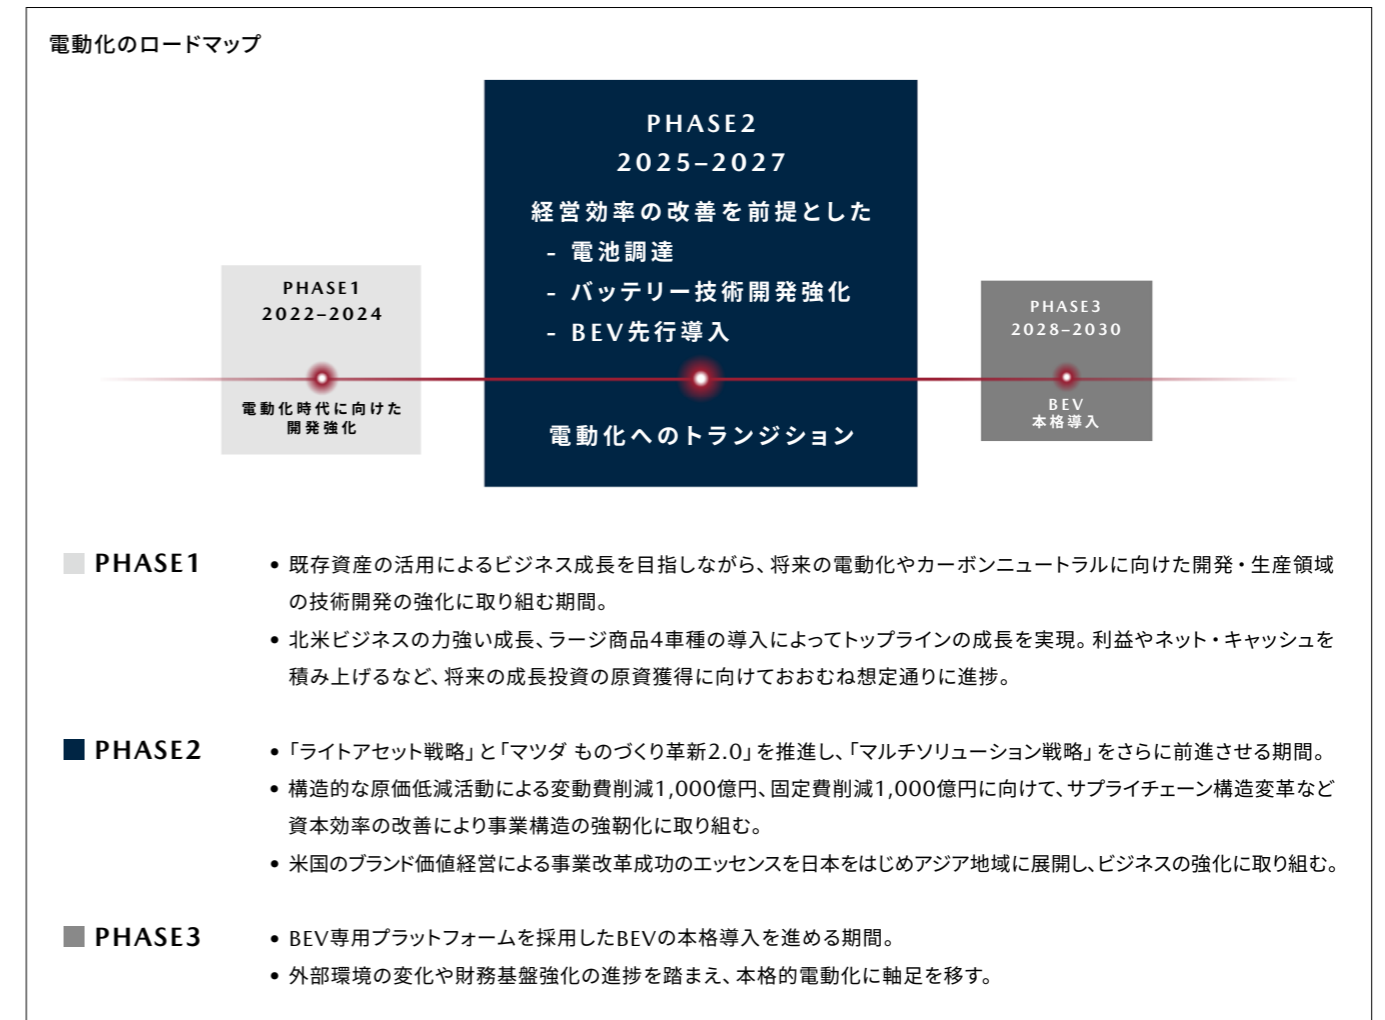 電動化のロードマップ
PHASE1
2022–2024
電動化時代に向けた
開発強化
PHASE2
2025–2027
経営効率の改善を前提とした
- 電池調達
- バッテリー技術開発強化
- BEV先行導入
電動化へのトランジション
PHASE3
2028–2030
BEV
本格導入
PHASE1
• 既存資産の活用によるビジネス成長を目指しながら、将来の電動化やカーボンニュートラルに向けた開発・生産領域
の技術開発の強化に取り組む期間。
• 北米ビジネスの力強い成長、ラージ商品4車種の導入によってトップラインの成長を実現。利益やネット・キャッシュを
積み上げるなど、将来の成長投資の原資獲得に向けておおむね想定通りに進捗。
PHASE2
• 「ライトアセット戦略」と「マツダ ものづくり革新2.0」を推進し、「マルチソリューション戦略」をさらに前進させる期間。
• 構造的な原価低減活動による変動費削減1,000億円、固定費削減1,000億円に向けて、サプライチェーン構造変革など
資本効率の改善により事業構造の強靭化に取り組む。
• 米国のブランド価値経営による事業改革成功のエッセンスを日本をはじめアジア地域に展開し、ビジネスの強化に取り組む。
PHASE3
• BEV専用プラットフォームを採用したBEVの本格導入を進める期間。
• 外部環境の変化や財務基盤強化の進捗を踏まえ、本格的電動化に軸足を移す。